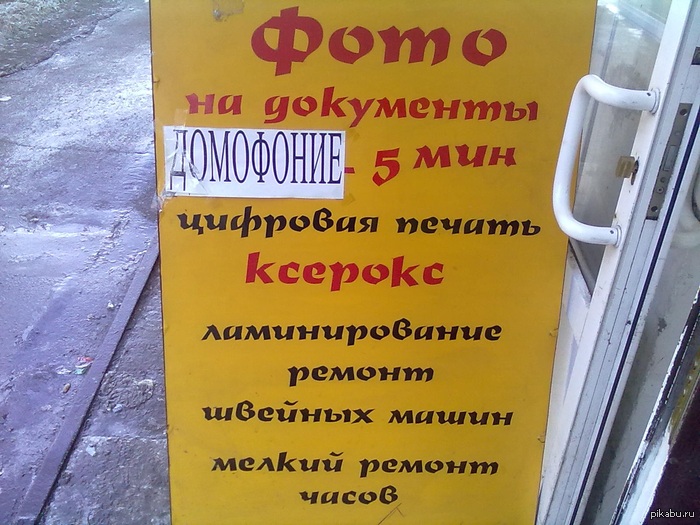 Фото
на документы
ДОМОФОНИЕ - 5 мин
цифровая печать
ксерокс
ламинирование
ремонт
швейных машин
мелкий ремонт
часов
pikabu.ru